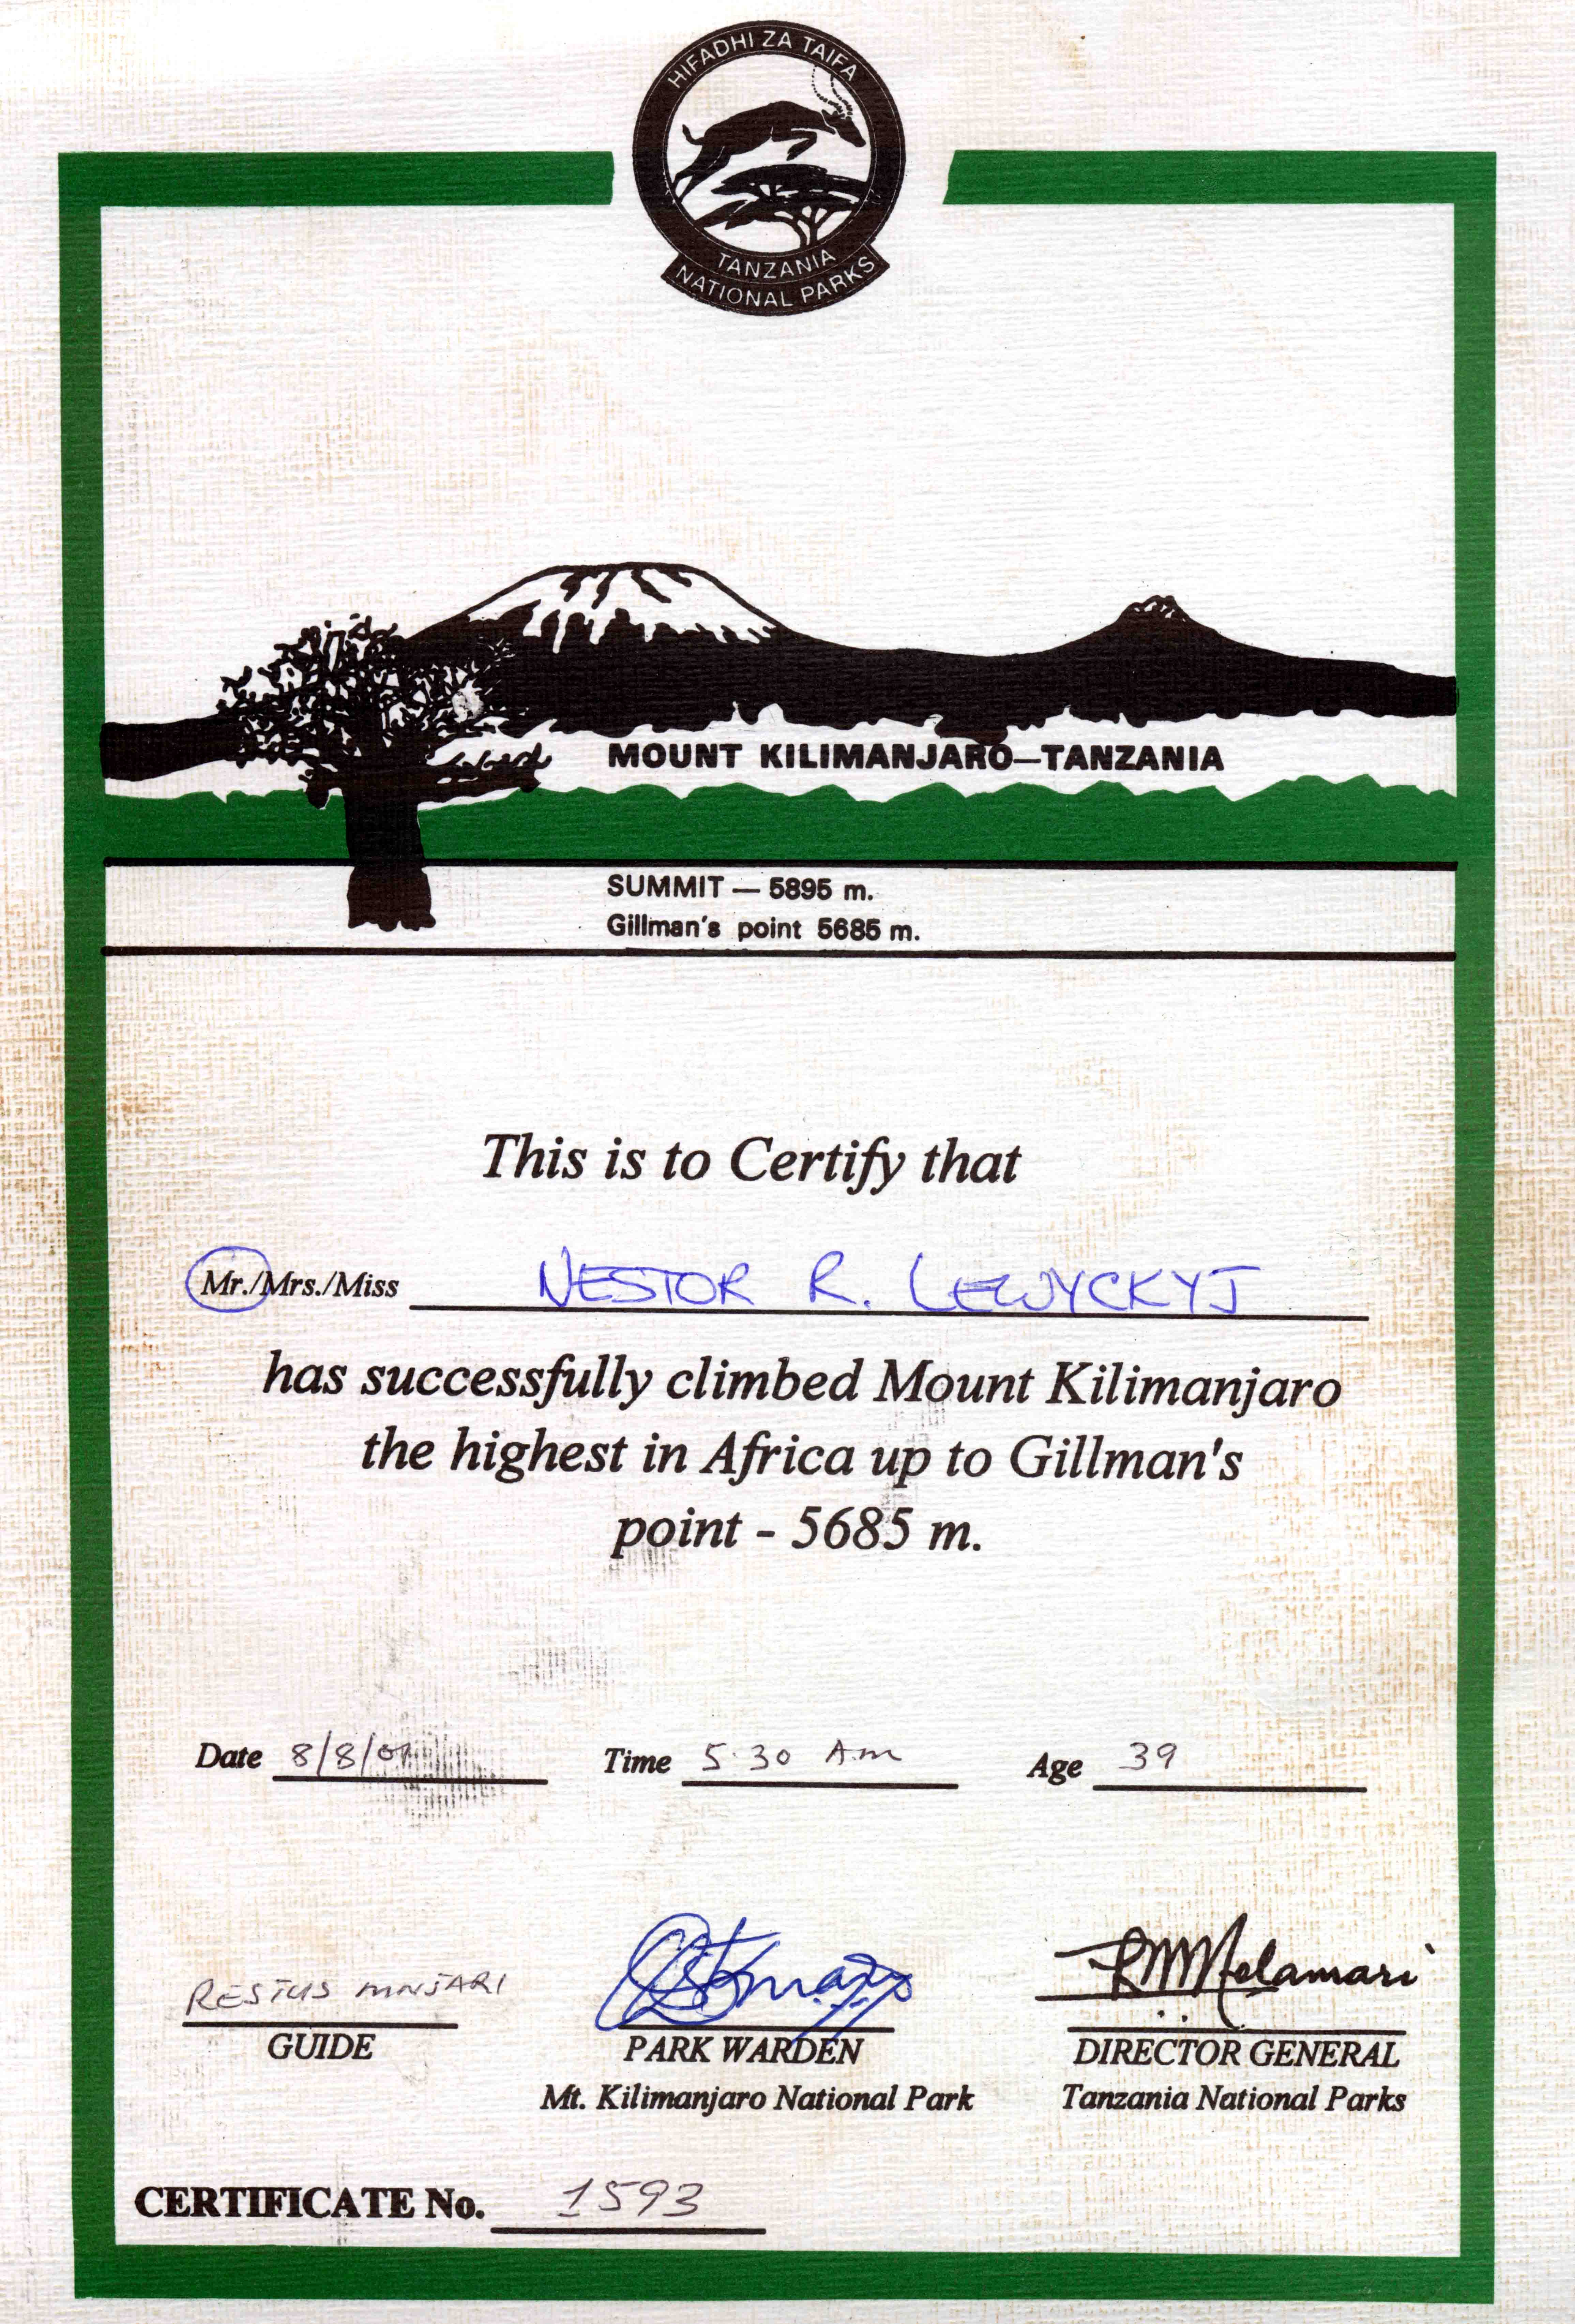 HIFADHI ZA TAIFA
TANZANIA
NATIONAL PARKS
MOUNT KILIMANJARO—TANZANIA
SUMMIT — 5895 m.
Gillman's point 5685 m.
This is to Certify that
Mr./Mrs./Miss NESTOR R. LEWYCKYJ
has successfully climbed Mount Kilimanjaro
the highest in Africa up to Gillman's
point - 5685 m.
Date 8/8/01 Time 5.30 Am Age 39
RESTUS MNJARI
GUIDE PARK WARDEN DIRECTOR GENERAL
Mt. Kilimanjaro National Park Tanzania National Parks
CERTIFICATE No. 1593